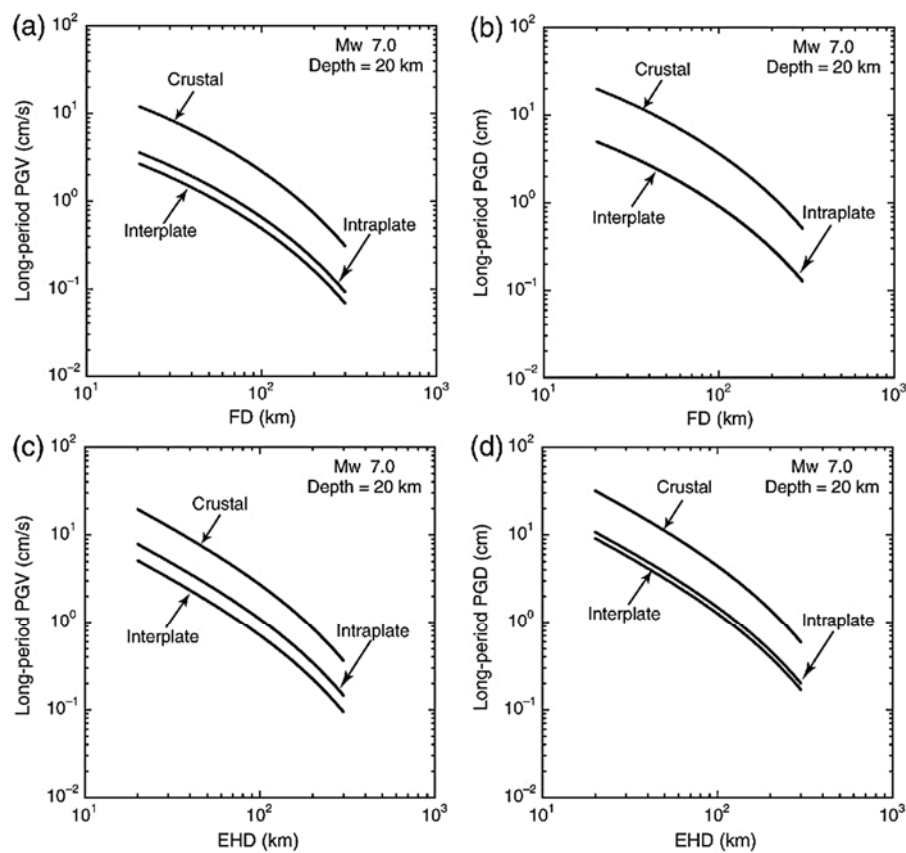 (a)
Mw 7.0
Depth = 20 km
Crustal
Interplate
Intraplate
Long-period PGV (cm/s)
10²
10¹
10⁰
10⁻¹
10⁻²
10¹ 10² 10³
FD (km)
(b)
Mw 7.0
Depth = 20 km
Crustal
Interplate
Intraplate
Long-period PGD (cm)
10²
10¹
10⁰
10⁻¹
10⁻²
10¹ 10² 10³
FD (km)
(c)
Mw 7.0
Depth = 20 km
Crustal
Interplate
Intraplate
Long-period PGV (cm/s)
10²
10¹
10⁰
10⁻¹
10⁻²
10¹ 10² 10³
EHD (km)
(d)
Mw 7.0
Depth = 20 km
Crustal
Interplate
Intraplate
Long-period PGD (cm)
10²
10¹
10⁰
10⁻¹
10⁻²
10¹ 10² 10³
EHD (km)